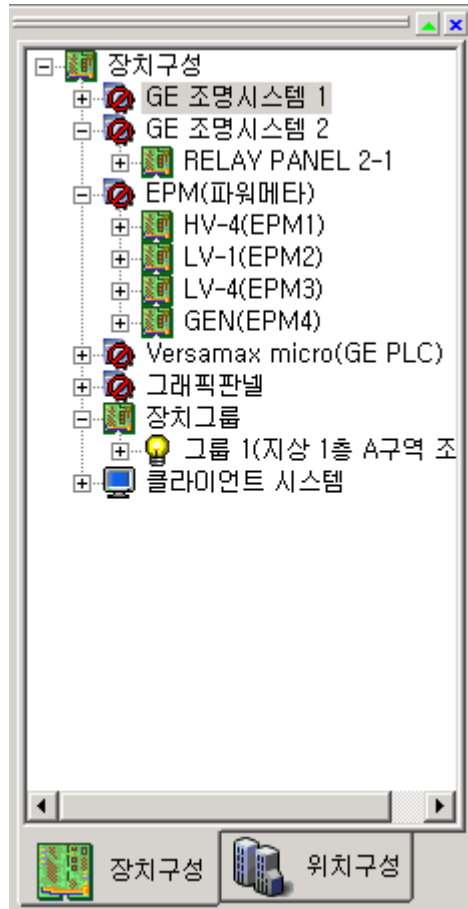 장치구성
GE 조명시스템 1
GE 조명시스템 2
RELAY PANEL 2-1
EPM(파워메타)
HV-4(EPM1)
LV-1(EPM2)
LV-4(EPM3)
GEN(EPM4)
Versamax micro(GE PLC)
그래픽판넬
장치그룹
그룹 1(지상 1층 A구역 조
클라이언트 시스템
장치구성
위치구성